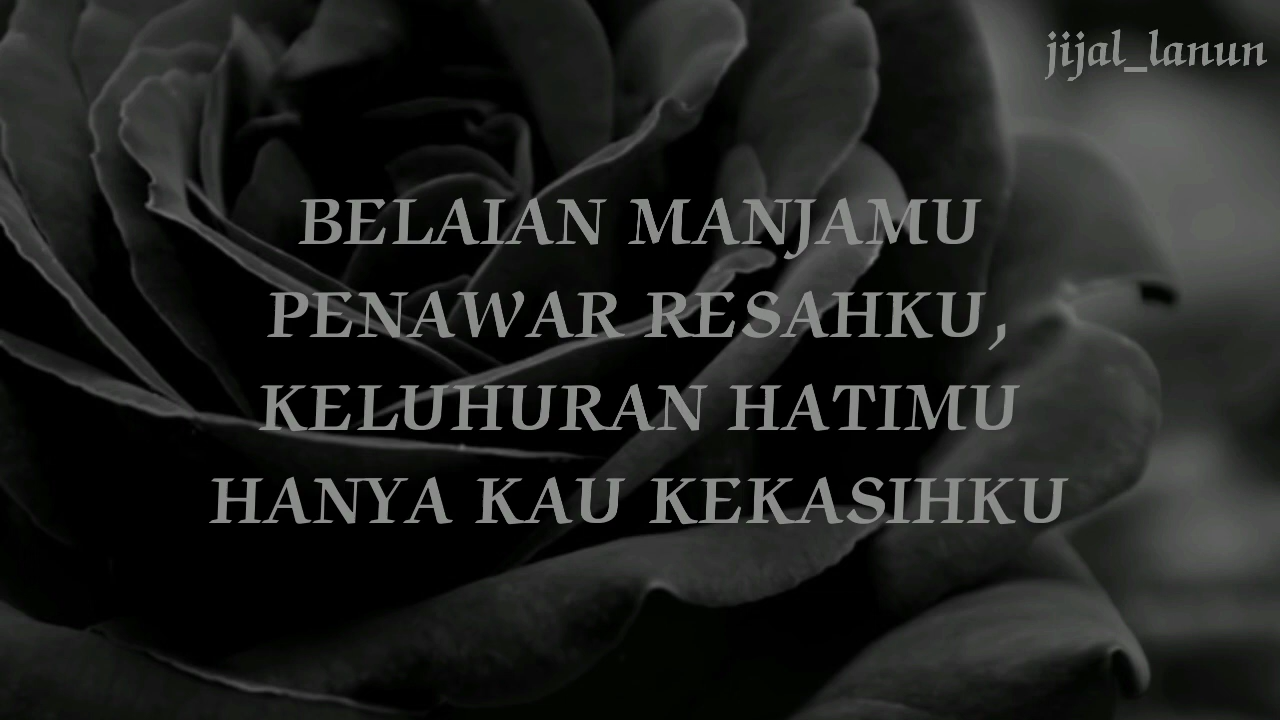 jijal_lanun
BELAIAN MANJAMU
PENAWAR RESAHKU,
KELUHURAN HATIMU
HANYA KAU KEKASIHKU